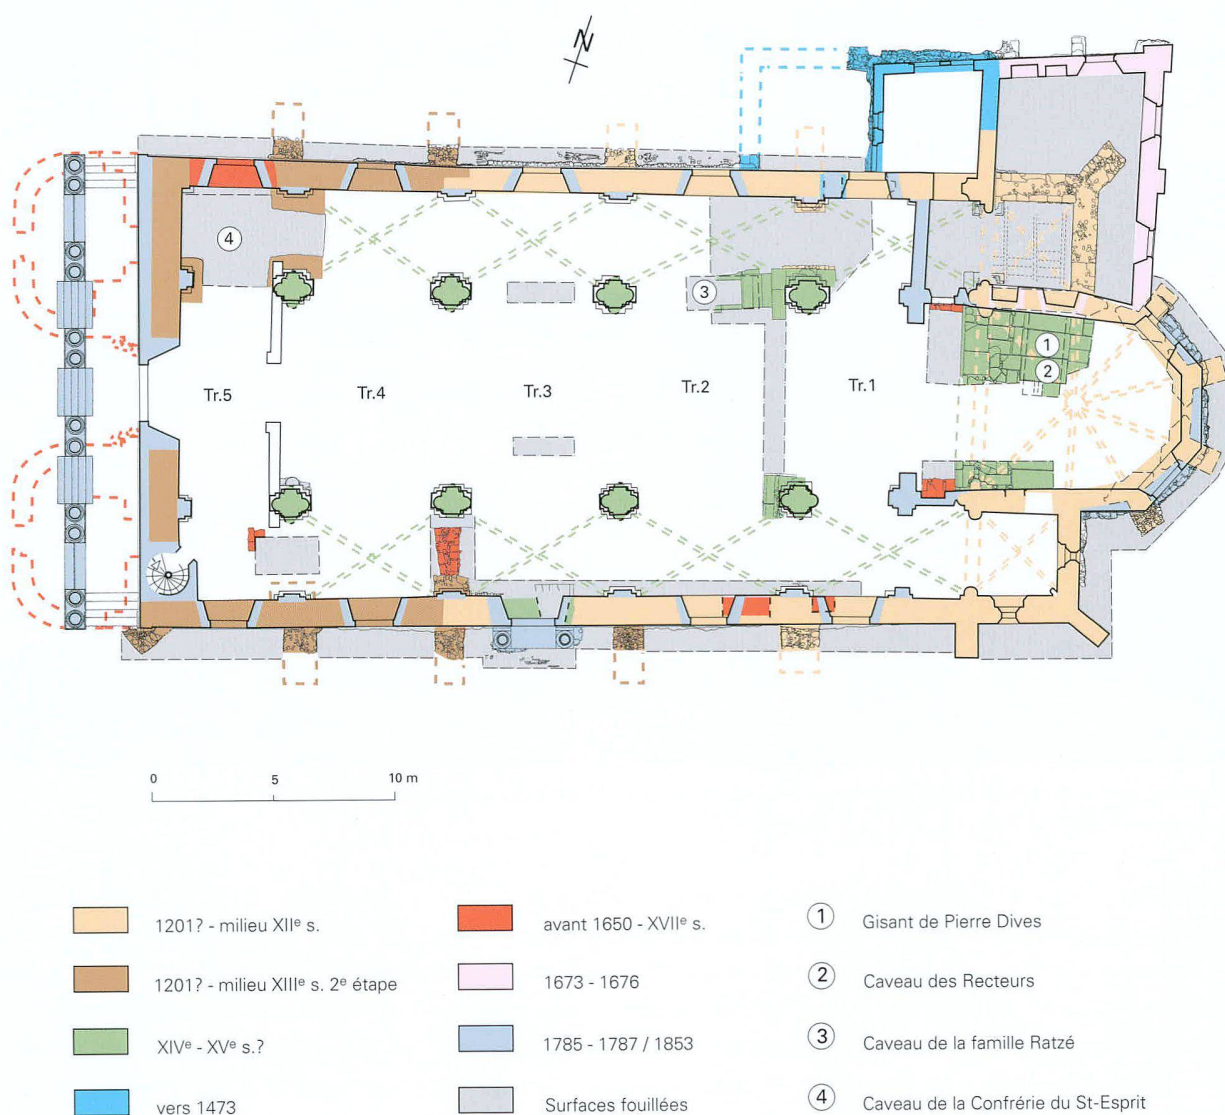 N
4
3
1
2
Tr.5
Tr.4
Tr.3
Tr.2
Tr.1
0 5 10 m
1201? - milieu XIIe s.
1201? - milieu XIIIe s. 2e étape
XIVe - XVe s.?
vers 1473
avant 1650 - XVIIe s.
1673 - 1676
1785 - 1787 / 1853
Surfaces fouillées
1 Gisant de Pierre Dives
2 Caveau des Recteurs
3 Caveau de la famille Ratzé
4 Caveau de la Confrérie du St-Esprit